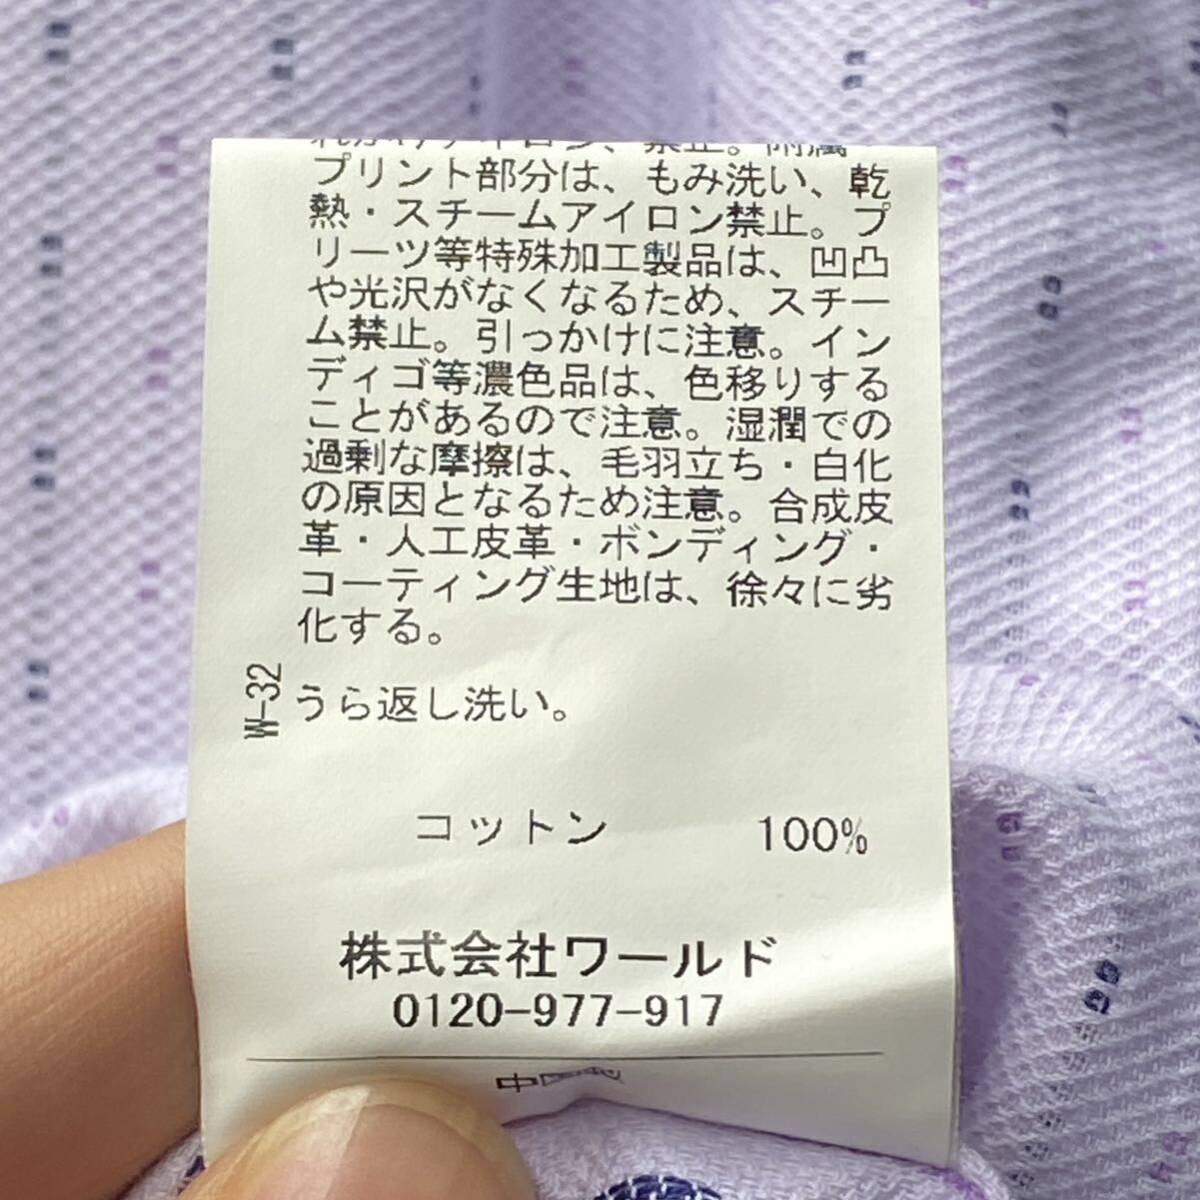 プリント部分は、もみ洗い、乾
熱・スチームアイロン禁止。プ
リーツ等特殊加工製品は、凹凸
や光沢がなくなるため、スチー
ム禁止。引っかけに注意。イン
ディゴ等濃色品は、色移りする
ことがあるので注意。湿潤での
過剰な摩擦は、毛羽立ち・白化
の原因となるため注意。合成皮
革・人工皮革・ボンディング・
コーティング生地は、徐々に劣
化する。
W-32
うら返し洗い。
コットン 100%
株式会社ワールド
0120-977-917
中国製